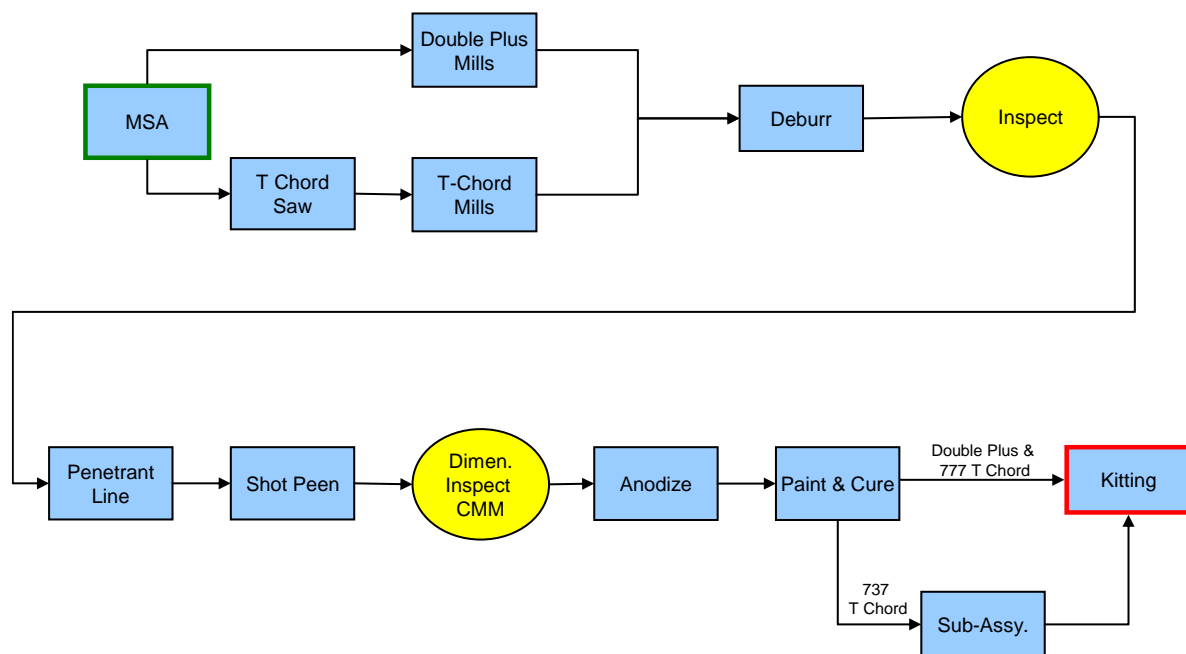 Double Plus
Mills
MSA
Deburr
Inspect
T Chord
Saw
T-Chord
Mills
Penetrant
Line
Shot Peen
Dimen.
Inspect
CMM
Anodize
Paint & Cure
Double Plus &
777 T Chord
Kitting
737
T Chord
Sub-Assy.